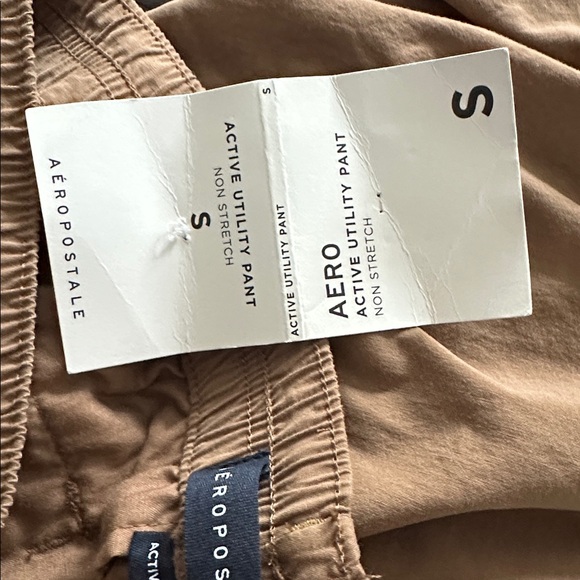 AÉROPOSTALE
ACTIVE UTILITY PANT
NON STRETCH
S
S
ACTIVE UTILITY PANT
S
AERO
ACTIVE UTILITY PANT
NON STRETCH
ÉROPOS
ACTIV